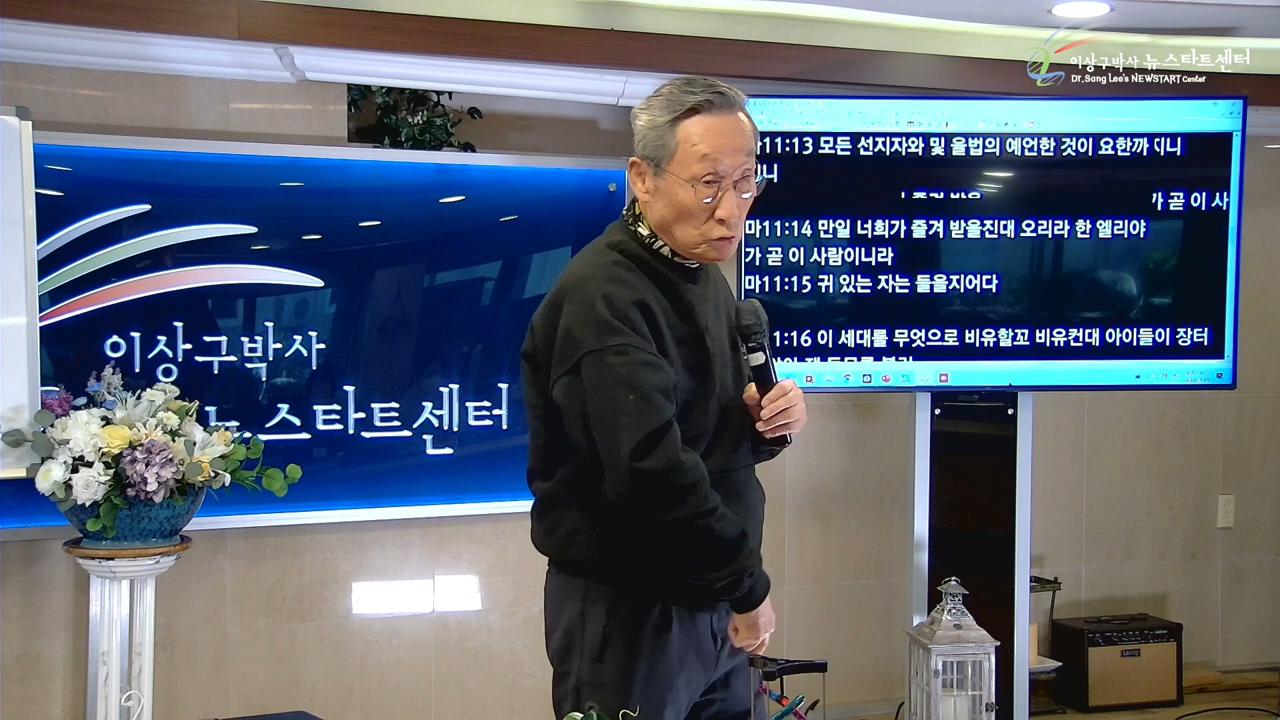 이상구박사 뉴스타트센터
Dr. Sang Lee's NEWSTART Center
11:13 모든 선지자와 및 율법의 예언한 것이 요한까
니
가 곧 이 사
마11:14 만일 너희가 즐겨 받을진대 오리라 한 엘리야
가 곧 이 사람이니라
마11:15 귀 있는 자는 들을지어다
1:16 이 세대를 무엇으로 비유할꼬 비유컨대 아이들이 장터
이상구박사
뉴스타트센터
Laney